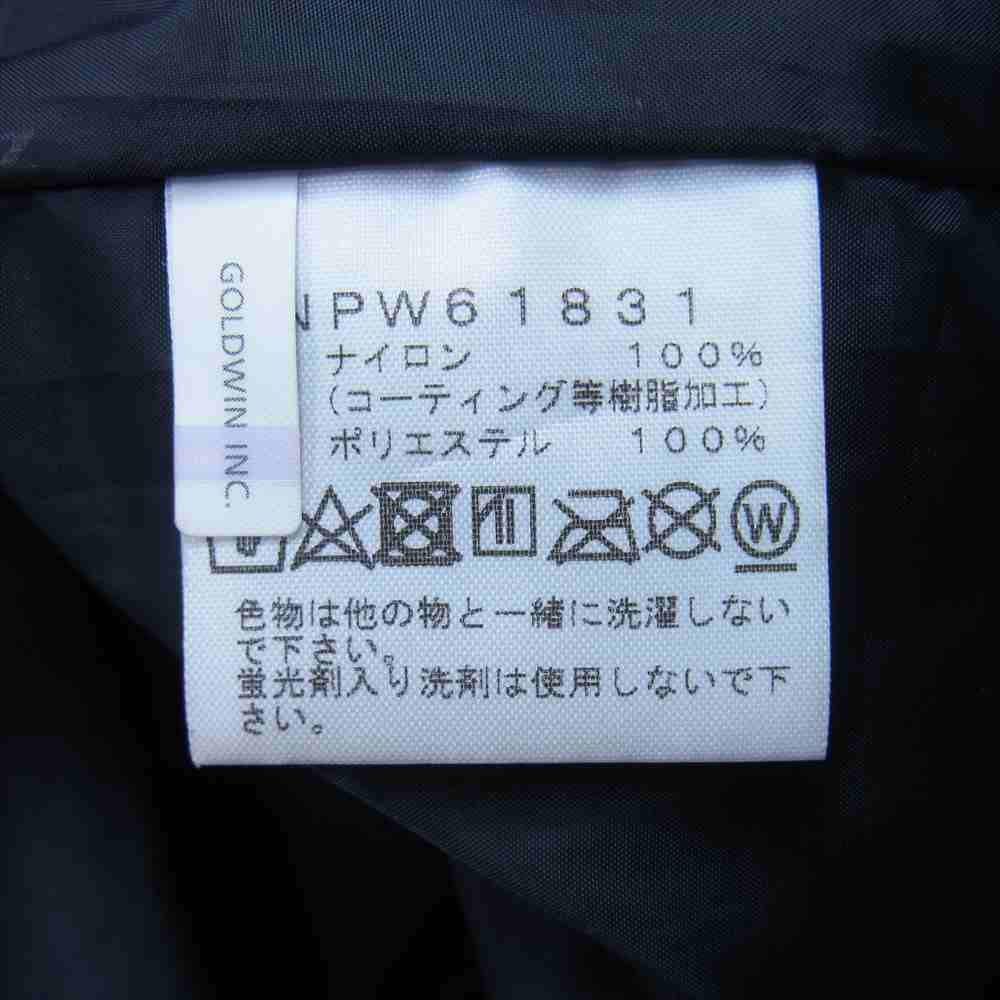 GOLDWIN INC.
NPW61831
ナイロン 100%
(コーティング等樹脂加工)
ポリエステル 100%
W
色物は他の物と一緒に洗濯しない
で下さい。
蛍光剤入り洗剤は使用しないで下
さい。